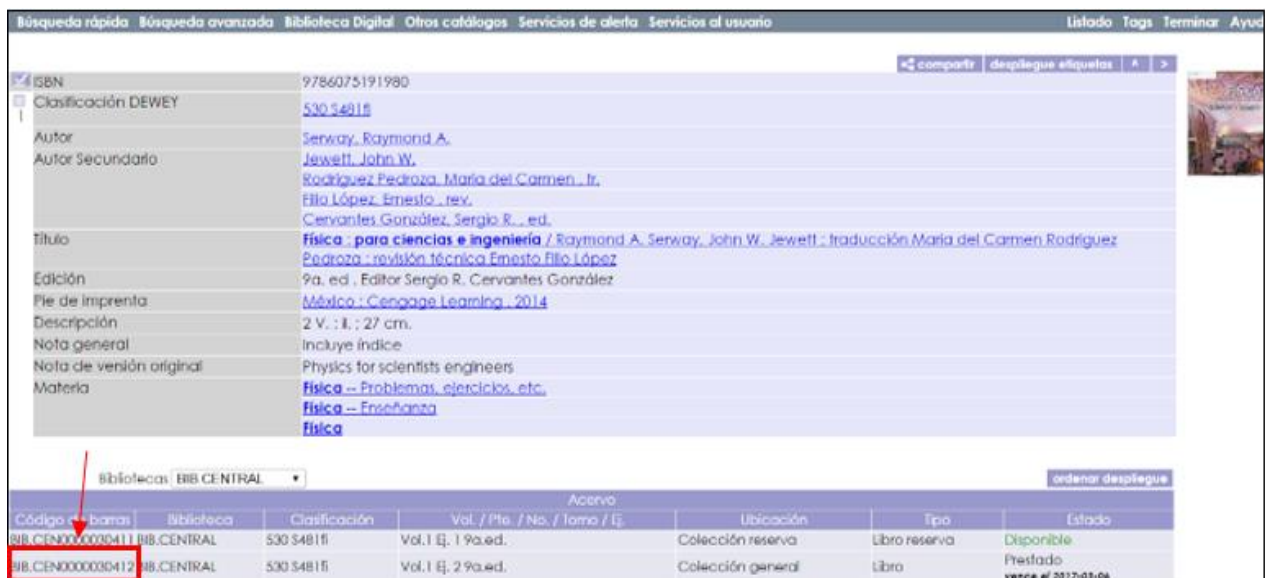 Búsqueda rápida Búsqueda avanzada Biblioteca Digital Otros catálogos Servicios de alerta Servicios al usuario Listado Tags Terminar Ayud
compartir despliegue etiquetas ^ >
ISBN 9786075191980
Clasificación DEWEY 530 S481fi
Autor Serway, Raymond A.
Autor Secundario Jewett, John W.
Rodríguez Pedroza, María del Carmen , tr.
Filio López, Ernesto , rev.
Cervantes González, Sergio R. , ed.
Título Física : para ciencias e ingeniería / Raymond A. Serway, John W. Jewett ; traducción María del Carmen Rodríguez
Pedroza ; revisión técnica Ernesto Filio López
Edición 9a. ed . Editor Sergio R. Cervantes González
Pie de imprenta México : Cengage Learning , 2014
Descripción 2 V. : il. ; 27 cm.
Nota general Incluye índice
Nota de versión original Physics for scientists engineers
Materia Física -- Problemas, ejercicios, etc.
Física -- Enseñanza
Física
Bibliotecas BIB CENTRAL ordenar despliegue
Acervo
Código de barras Biblioteca Clasificación Vol. / Pte. / No. / Tomo / Ej. Ubicación Tipo Estado
BIB.CEN0000030411 BIB.CENTRAL 530 S481fi Vol.1 Ej. 1 9a.ed. Colección reserva Libro reserva Disponible
BIB.CEN0000030412 BIB.CENTRAL 530 S481fi Vol.1 Ej. 2 9a.ed. Colección general Libro Prestado
vence el 2017-03-06